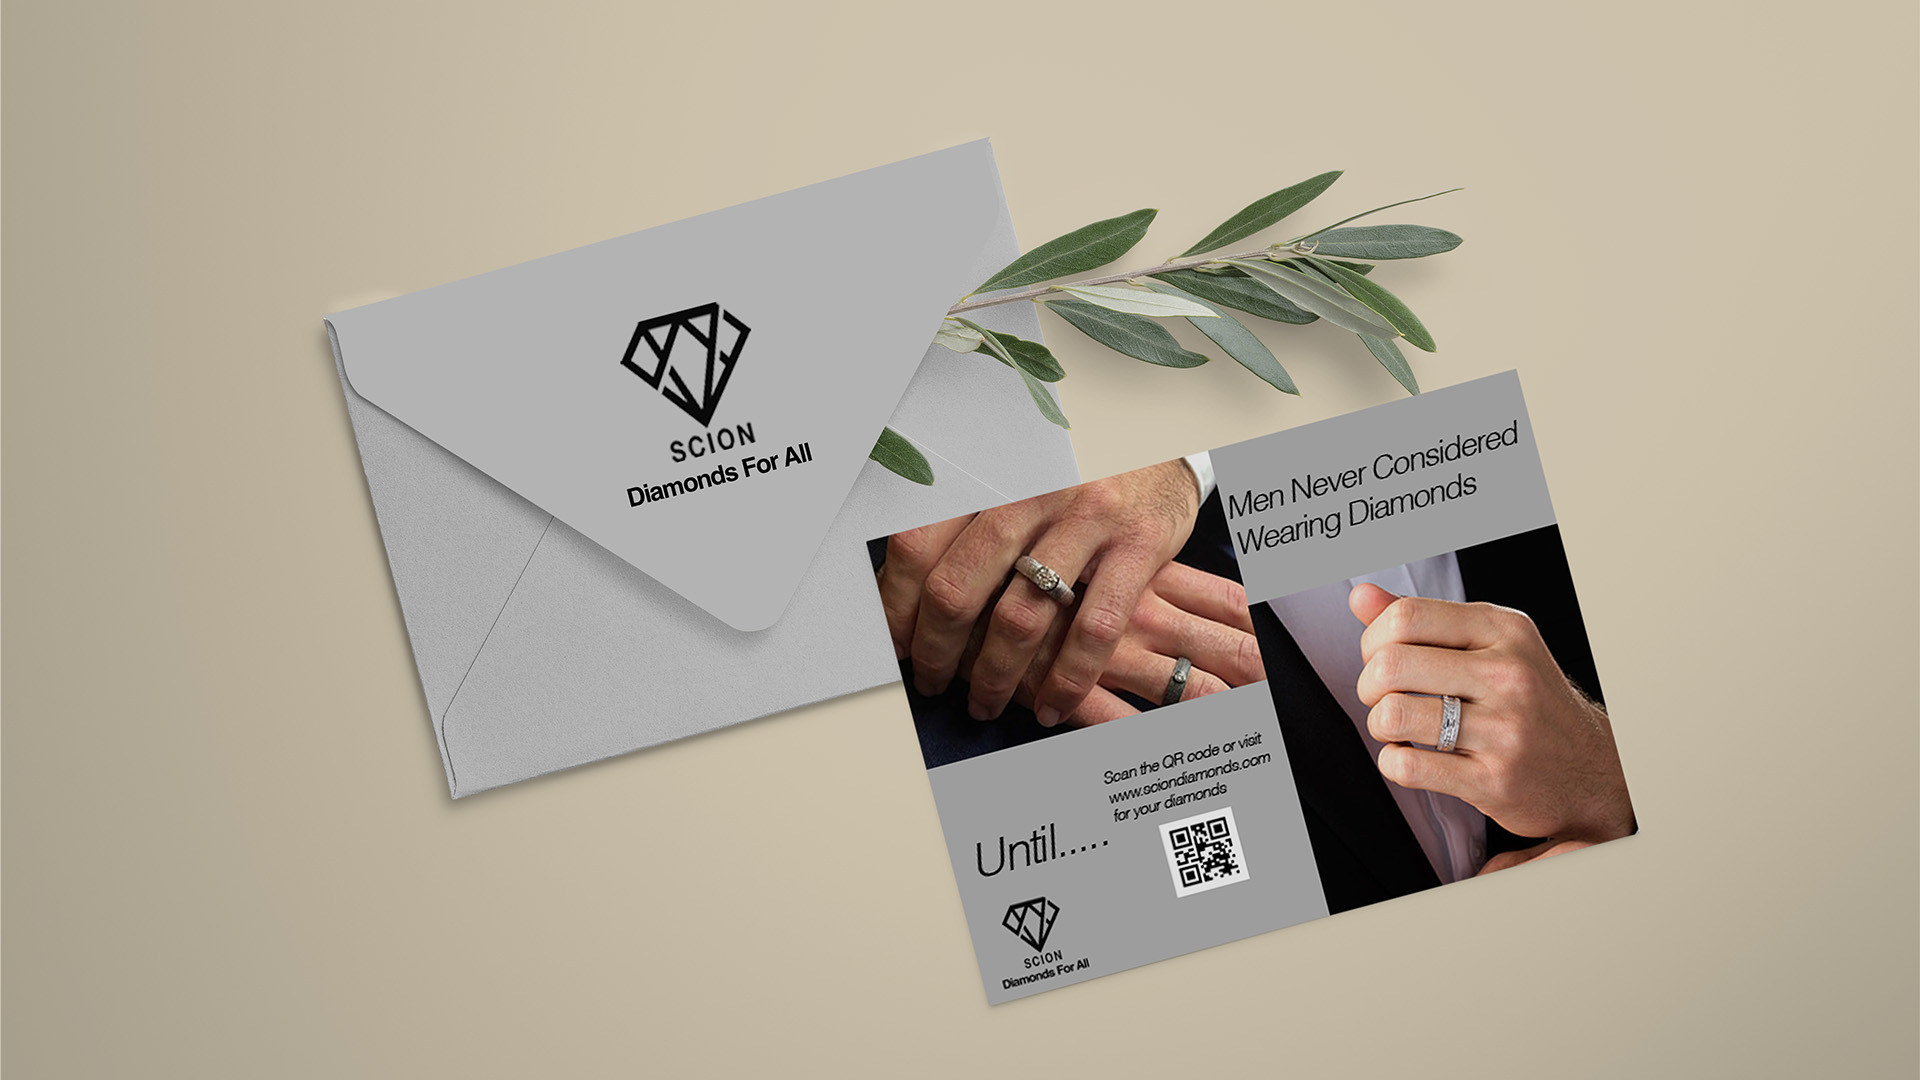 SCION
Diamonds For All
Men Never Considered
Wearing Diamonds
Scan the QR code or visit
www.sciondiamonds.com
for your diamonds
Until.....
SCION
Diamonds For All